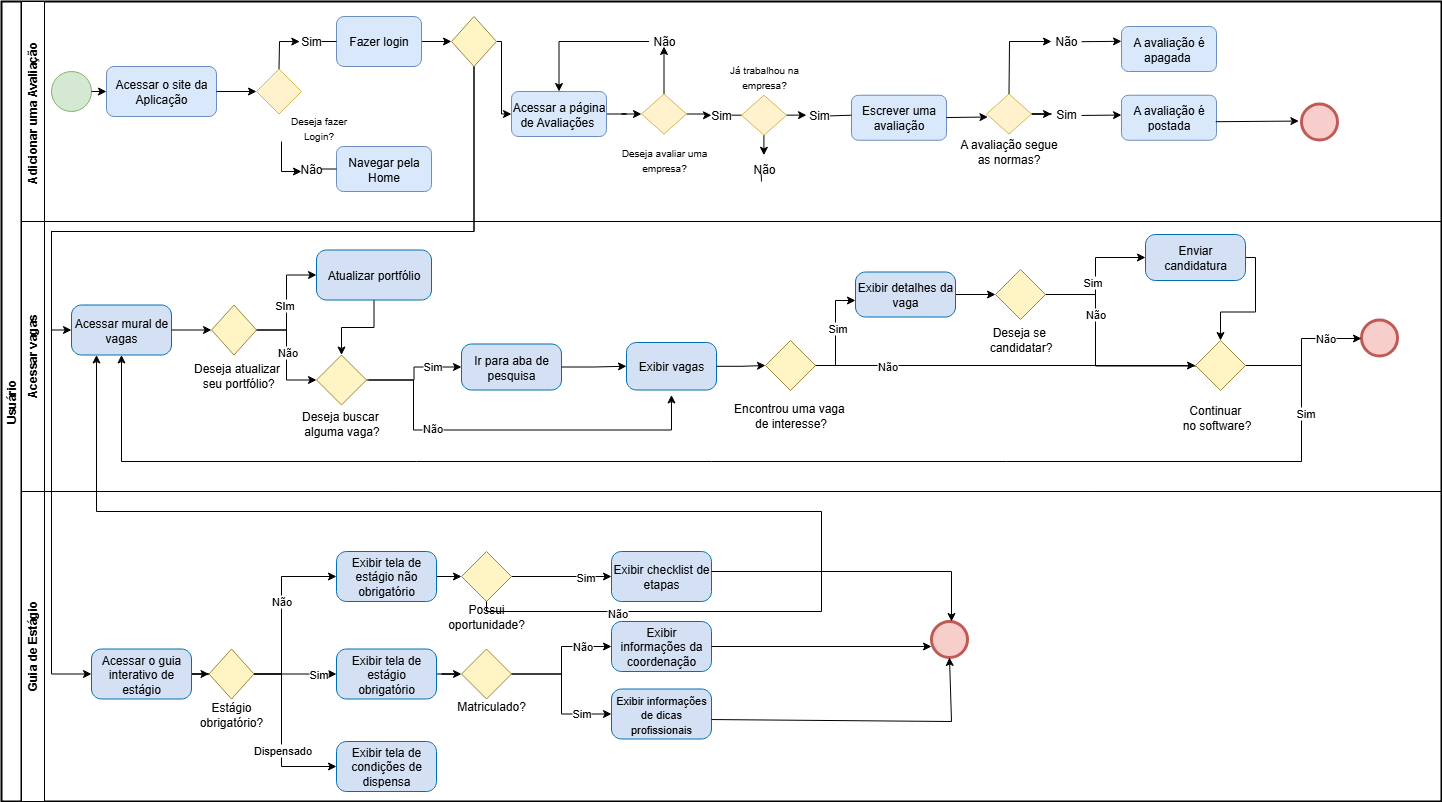 Usuário
Adicionar uma Avaliação
Acessar o site da
Aplicação
Deseja fazer
Login?
Sim
Fazer login
Não
Navegar pela
Home
Acessar a página
de Avaliações
Não
Deseja avaliar uma
empresa?
Sim
Já trabalhou na
empresa?
Não
Sim
Escrever uma
avaliação
A avaliação segue
as normas?
Não
A avaliação é
apagada
Sim
A avaliação é
postada
Acessar vagas
Acessar mural de
vagas
Deseja atualizar
seu portfólio?
SIm
Atualizar portfólio
Não
Deseja buscar
alguma vaga?
Sim
Ir para aba de
pesquisa
Não
Exibir vagas
Encontrou uma vaga
de interesse?
Sim
Exibir detalhes da
vaga
Não
Deseja se
candidatar?
Sim
Enviar
candidatura
Não
Continuar
no software?
Não
Sim
Guia de Estágio
Acessar o guia
interativo de
estágio
Estágio
obrigatório?
Não
Exibir tela de
estágio não
obrigatório
Possui
oportunidade?
Sim
Exibir checklist de
etapas
Não
Sim
Exibir tela de
estágio
obrigatório
Matriculado?
Não
Exibir
informações da
coordenação
Sim
Exibir informações
de dicas
profissionais
Dispensado
Exibir tela de
condições de
dispensa